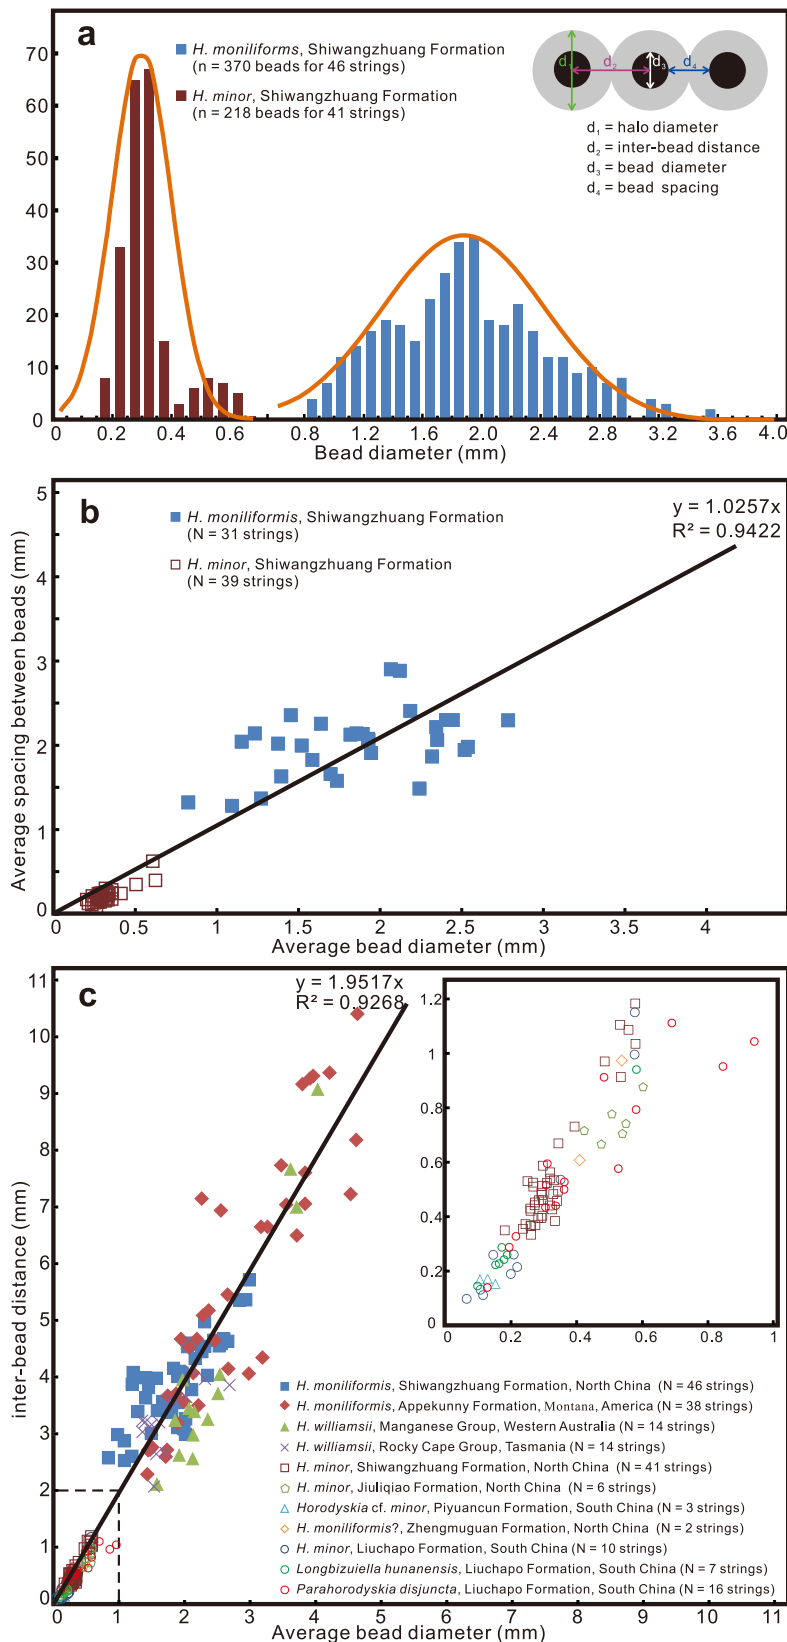 a
H. moniliforms, Shiwangzhuang Formation
(n = 370 beads for 46 strings)
H. minor, Shiwangzhuang Formation
(n = 218 beads for 41 strings)
d1
d2
d3
d4
d1 = halo diameter
d2 = inter-bead distance
d3 = bead diameter
d4 = bead spacing
70
60
50
40
30
20
10
0
0 0.2 0.4 0.6 0.8 1.2 1.6 2.0 2.4 2.8 3.2 3.6 4.0
Bead diameter (mm)
b
H. moniliformis, Shiwangzhuang Formation
(N = 31 strings)
H. minor, Shiwangzhuang Formation
(N = 39 strings)
y = 1.0257x
R² = 0.9422
Average spacing between beads (mm)
5
4
3
2
1
0
0 0.5 1 1.5 2 2.5 3 3.5 4
Average bead diameter (mm)
c
y = 1.9517x
R² = 0.9268
inter-bead distance (mm)
11
10
9
8
7
6
5
4
3
2
1
0
1.2
1
0.8
0.6
0.4
0.2
0
0 0.2 0.4 0.6 0.8 1
H. moniliformis, Shiwangzhuang Formation, North China (N = 46 strings)
H. moniliformis, Appekunny Formation, Montana, America (N = 38 strings)
H. williamsii, Manganese Group, Western Australia (N = 14 strings)
H. williamsii, Rocky Cape Group, Tasmania (N = 14 strings)
H. minor, Shiwangzhuang Formation, North China (N = 41 strings)
H. minor, Jiuliqiao Formation, North China (N = 6 strings)
Horodyskia cf. minor, Piyuancun Formation, South China (N = 3 strings)
H. moniliformis?, Zhengmuguan Formation, North China (N = 2 strings)
H. minor, Liuchapo Formation, South China (N = 10 strings)
Longbizuiella hunanensis, Liuchapo Formation, South China (N = 7 strings)
Parahorodyskia disjuncta, Liuchapo Formation, South China (N = 16 strings)
0 1 2 3 4 5 6 7 8 9 10 11
Average bead diameter (mm)